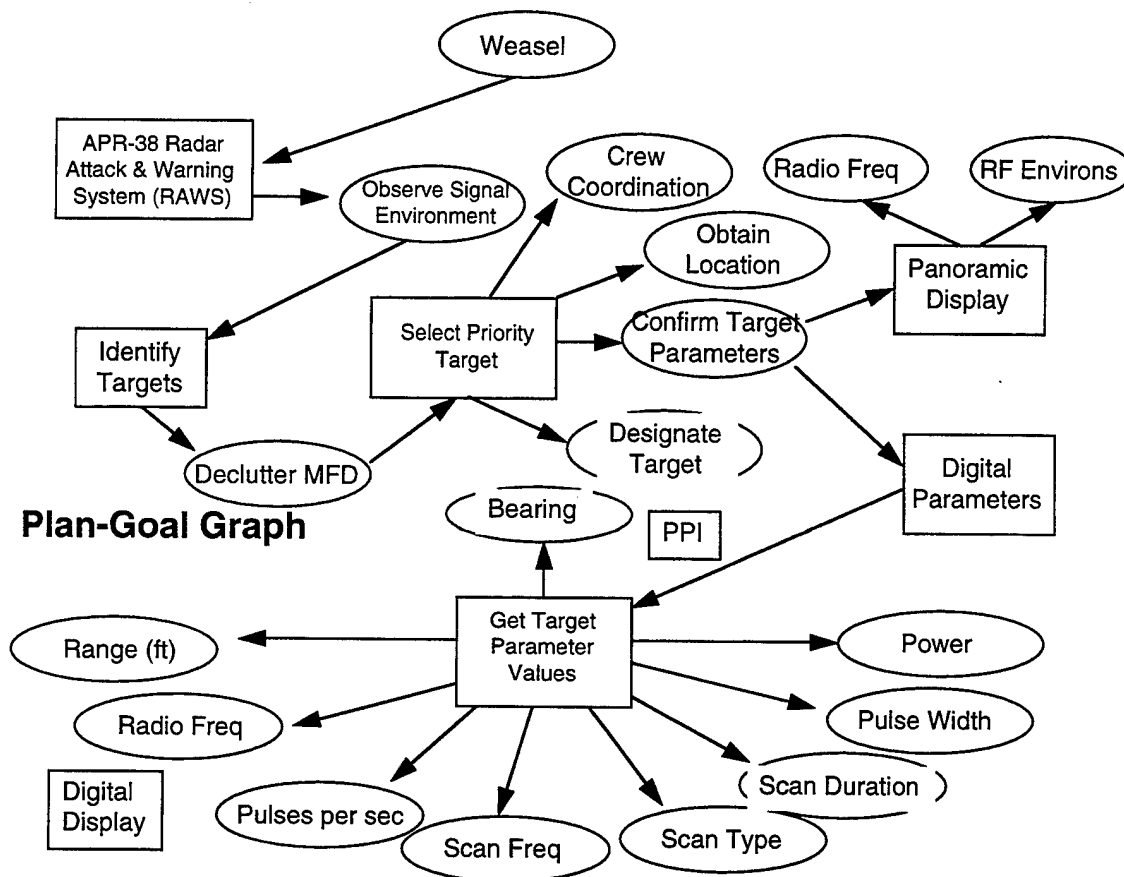 Weasel
APR-38 Radar
Attack & Warning
System (RAWS)
Observe Signal
Environment
Crew
Coordination
Radio Freq
RF Environs
Obtain
Location
Panoramic
Display
Identify
Targets
Select Priority
Target
Confirm Target
Parameters
Declutter MFD
Designate
Target
Digital
Parameters
Plan-Goal Graph
Bearing
PPI
Get Target
Parameter
Values
Range (ft)
Power
Radio Freq
Pulse Width
Digital
Display
Pulses per sec
Scan Freq
Scan Type
Scan Duration